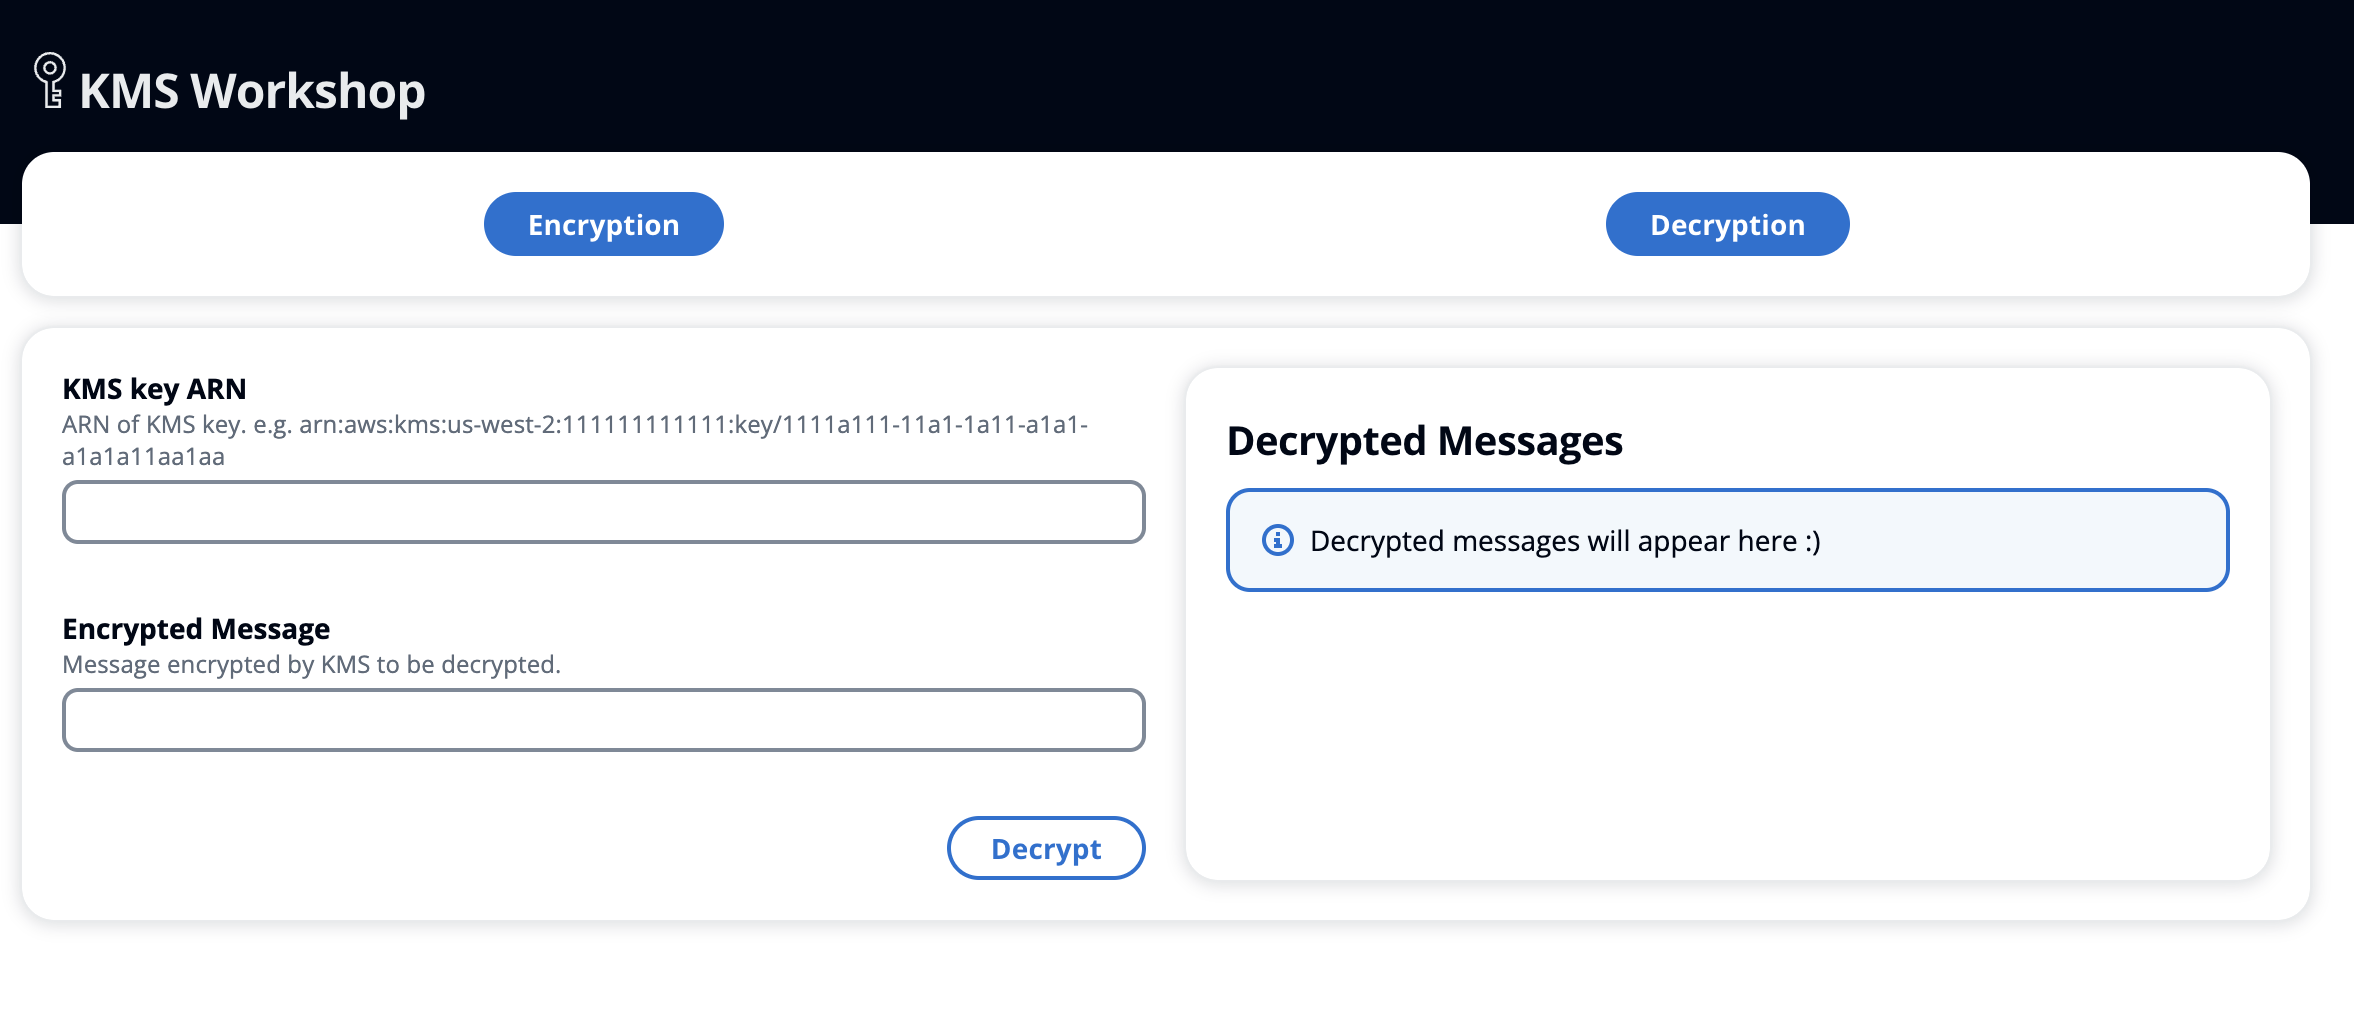 KMS Workshop
Encryption
Decryption
KMS key ARN
ARN of KMS key. e.g. arn:aws:kms:us-west-2:111111111111:key/1111a111-11a1-1a11-a1a1-
a1a1a11aa1aa
Encrypted Message
Message encrypted by KMS to be decrypted.
Decrypt
Decrypted Messages
Decrypted messages will appear here :)